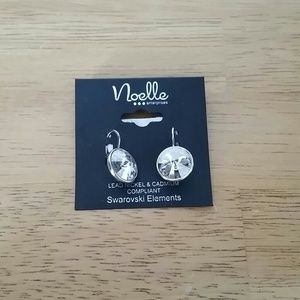 Noelle
enterprises
LEAD NICKEL & CADMIUM
COMPLIANT
Swarovski Elements